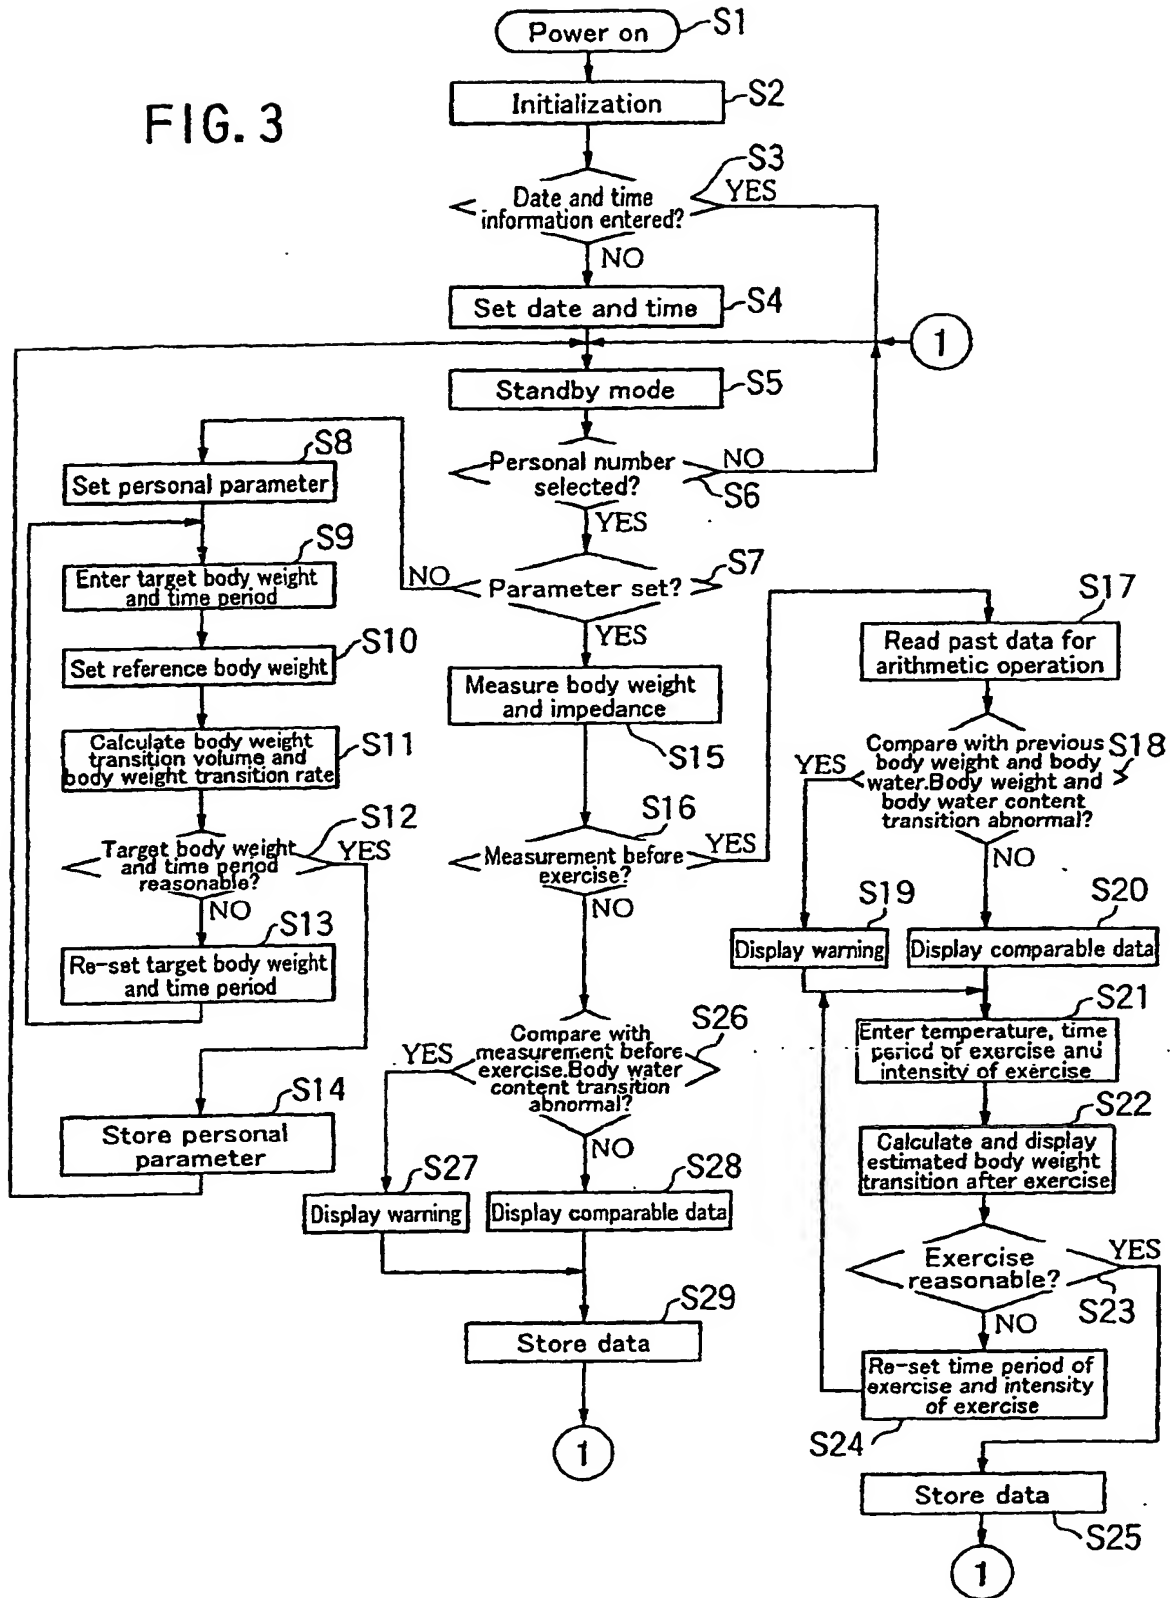 FIG. 3
Power on
S1
Initialization
S2
S3
Date and time
information entered?
YES
NO
Set date and time
S4
1
Standby mode
S5
Personal number
selected?
NO
S6
YES
Parameter set?
S7
NO
YES
S8
Set personal parameter
S9
Enter target body weight
and time period
S10
Set reference body weight
Calculate body weight
transition volume and
body weight transition rate
S11
S12
Target body weight
and time period
reasonable?
YES
NO
S13
Re-set target body weight
and time period
S14
Store personal
parameter
Measure body weight
and impedance
S15
S16
Measurement before
exercise?
YES
NO
S17
Read past data for
arithmetic operation
Compare with previous
body weight and body
water.Body weight and
body water content
transition abnormal?
S18
YES
NO
S19
Display warning
S20
Display comparable data
S21
Enter temperature, time
period of exercise and
intensity of exercise
S22
Calculate and display
estimated body weight
transition after exercise
Exercise
reasonable?
YES
S23
NO
Re-set time period of
exercise and intensity
of exercise
S24
Store data
S25
1
S26
Compare with
measurement before
exercise.Body water
content transition
abnormal?
YES
NO
S27
Display warning
S28
Display comparable data
S29
Store data
1